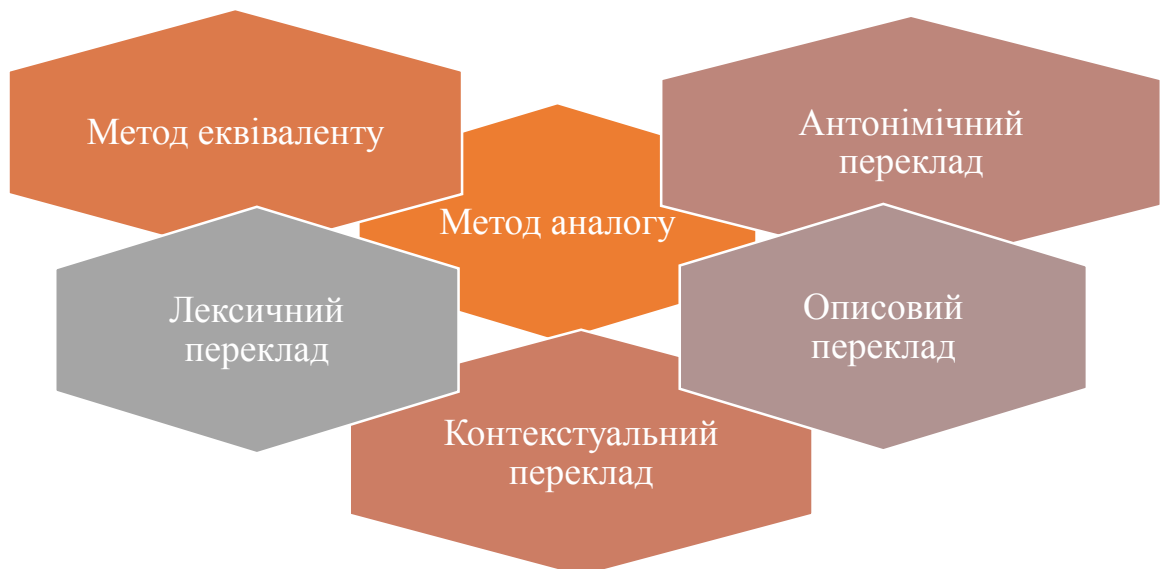 Метод еквіваленту
Антонімічний
переклад
Метод аналогу
Лексичний
переклад
Описовий
переклад
Контекстуальний
переклад